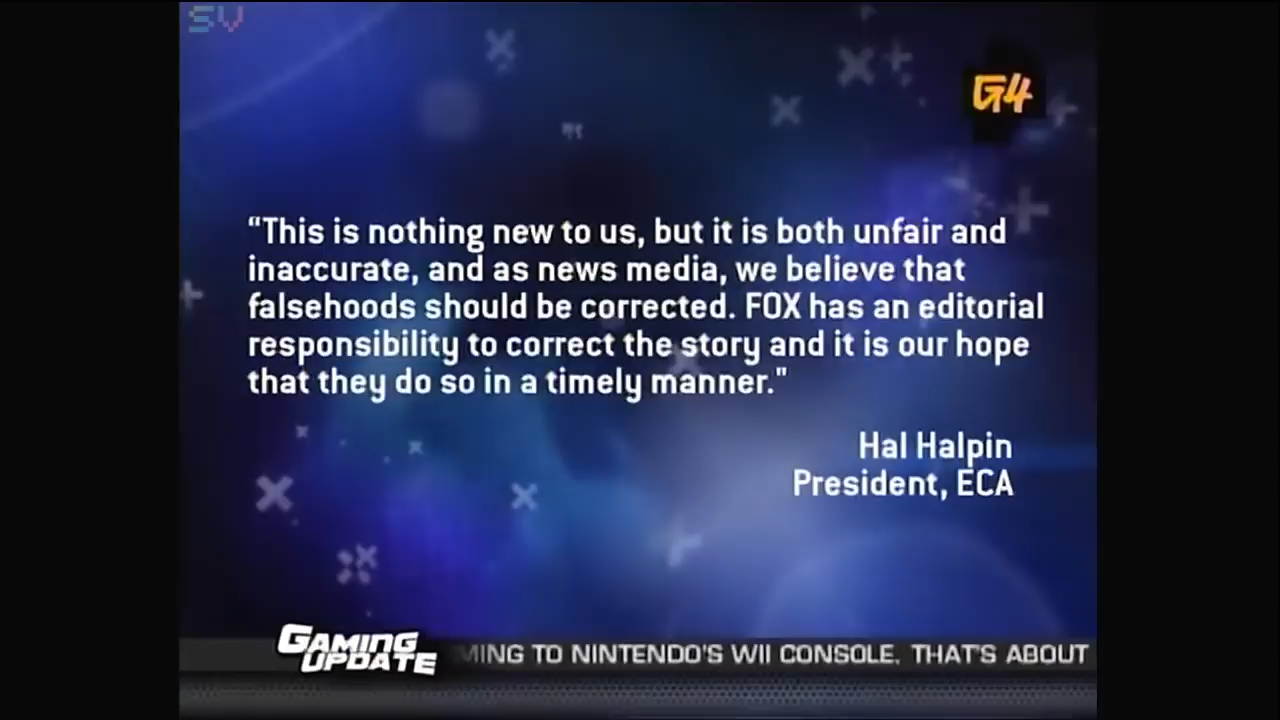 SV
G4
“This is nothing new to us, but it is both unfair and
inaccurate, and as news media, we believe that
falsehoods should be corrected. FOX has an editorial
responsibility to correct the story and it is our hope
that they do so in a timely manner."
Hal Halpin
President, ECA
GAMING
UPDATE
MING TO NINTENDO'S WII CONSOLE. THAT'S ABOUT